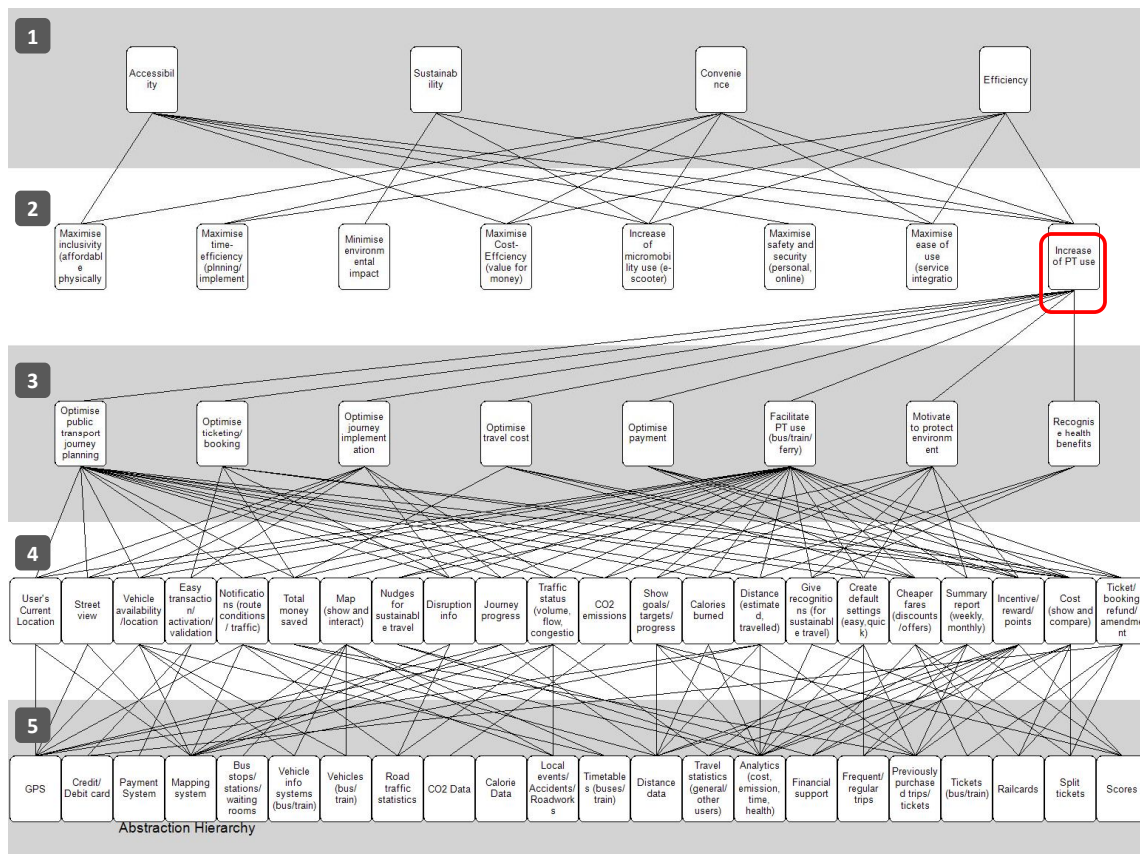 1
Accessibil
ity
Sustainab
ility
Convenie
nce
Efficiency
2
Maximise
inclusivity
(affordabl
e
physically
Maximise
time-
efficiency
(plnning/
implement
Minimise
environm
ental
impact
Maximise
Cost-
Effciency
(value for
money)
Increase
of
micromo
bility use (e-
scooter)
Maximise
safety and
security
(personal,
online)
Maximise
ease of
use
(service
integratio
Increase
of PT use
3
Optimise
public
transport
journey
planning
Optimise
ticketing/
booking
Optimise
journey
implement
ation
Optimise
travel cost
Optimise
payment
Facilitate
PT use
(bus/train/
ferry)
Motivate
to protect
environm
ent
Recognis
e health
benefits
4
User's
Current
Location
Street
view
Vehicle
availability
/location
Easy
transactio
n/
activation/
validation
Notificatio
ns (route
conditions
/ traffic)
Total
money
saved
Map
(show and
interact)
Nudges
for
sustainabl
e travel
Disruption
info
Journey
progress
Traffic
status
(volume,
flow,
congestio
CO2
emissions
Show
goals/
targets/
progress
Calories
burned
Distance
(estimate
d,
travelled)
Give
recogniti
ons (for
sustainabl
e travel)
Create
default
settings
(easy,quic
k)
Cheaper
fares
(discounts
/offers)
Summary
report
(weekly,
monthly)
Incentive/
reward/
points
Cost
(show and
compare)
Ticket/
booking
refund/
amendme
nt
5
GPS
Credit/
Debit card
Payment
System
Mapping
system
Bus
stops/
stations/
waiting
rooms
Vehicle
info
systems
(bus/train)
Vehicles
(bus/
train)
Road
traffic
statistics
CO2 Data
Calorie
Data
Local
events/
Accidents/
Roadwork
s
Timetable
s (buses/
train)
Distance
data
Travel
statistics
(general/
other
users)
Analytics
(cost,
emission,
time,
health)
Financial
support
Frequent/
regular
trips
Previously
purchase
d trips/
tickets
Tickets
(bus/train)
Railcards
Split
tickets
Scores
Abstraction Hierarchy